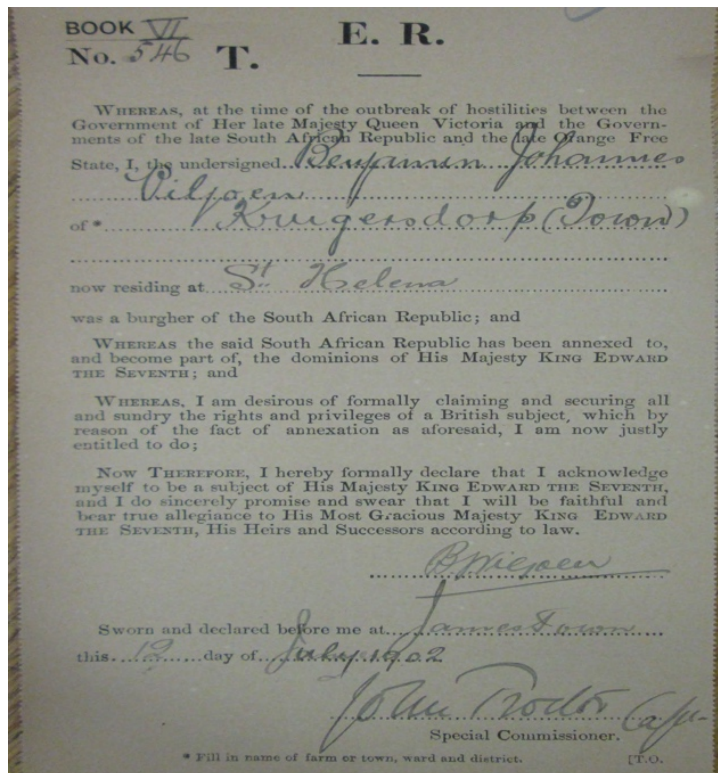 BOOK VI
E. R.
No. 546 T.
WHEREAS, at the time of the outbreak of hostilities between the
Government of Her late Majesty Queen Victoria and the Govern-
ments of the late South African Republic and the late Orange Free
State, I, the undersigned Benjamin Johannes
Viljoen
of * Krugersdorp (Town)
now residing at St Helena
was a burgher of the South African Republic; and
WHEREAS the said South African Republic has been annexed to,
and become part of, the dominions of His Majesty KING EDWARD
THE SEVENTH; and
WHEREAS, I am desirous of formally claiming and securing all
and sundry the rights and privileges of a British subject, which by
reason of the fact of annexation as aforesaid, I am now justly
entitled to do;
NOW THEREFORE, I hereby formally declare that I acknowledge
myself to be a subject of His Majesty KING EDWARD THE SEVENTH,
and I do sincerely promise and swear that I will be faithful and
bear true allegiance to His Most Gracious Majesty KING EDWARD
THE SEVENTH, His Heirs and Successors according to law.
B Viljoen
Sworn and declared before me at Jamestown
this 12 day of July 1902
John Proctor Capt.
Special Commissioner.
* Fill in name of farm or town, ward and district. [T.O.